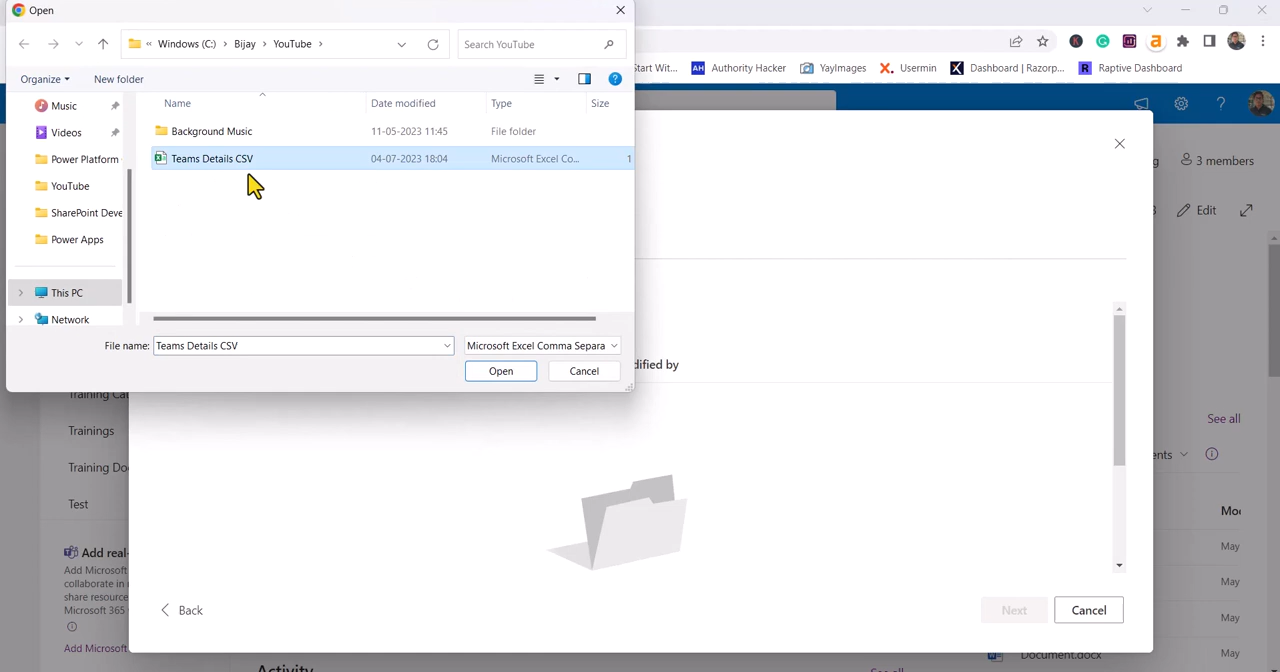 Open
« Windows (C:) › Bijay › YouTube ›
Search YouTube
Organize
New folder
?
Name
Date modified
Type
Size
Music
Videos
Power Platform
YouTube
SharePoint Deve
Power Apps
This PC
Network
Background Music
11-05-2023 11:45
File folder
Teams Details CSV
04-07-2023 18:04
Microsoft Excel Co...
1
File name:
Teams Details CSV
Microsoft Excel Comma Separa
Open
Cancel
Start Wit...
AH Authority Hacker
YayImages
Usermin
Dashboard | Razorp...
R Raptive Dashboard
?
3 members
Edit
dified by
See all
Trainings
Training Do
Test
Add real-
Add Microsoft
collaborate in
share resource
Microsoft 365
Add Microsoft
Back
Next
Cancel
Mod
May
May
May
May
Document.docx
Activity